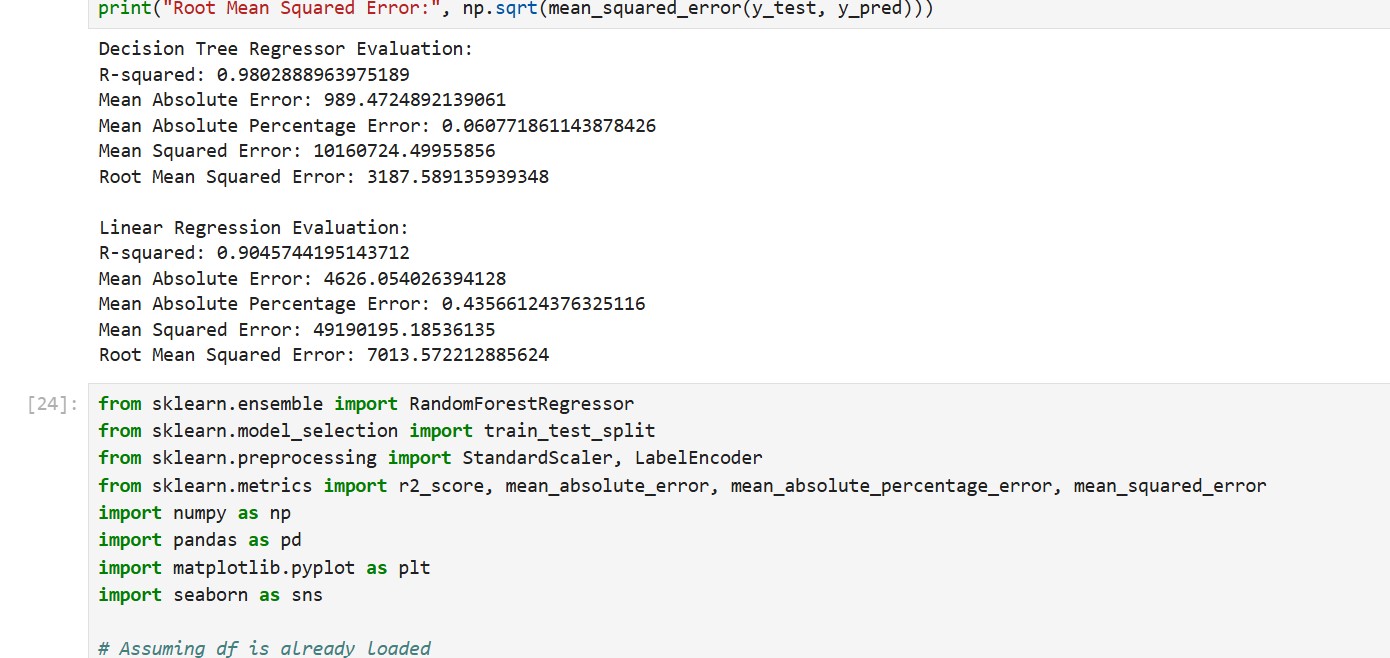 print("Root Mean Squared Error:", np.sqrt(mean_squared_error(y_test, y_pred)))
Decision Tree Regressor Evaluation:
R-squared: 0.9802888963975189
Mean Absolute Error: 989.4724892139061
Mean Absolute Percentage Error: 0.060771861143878426
Mean Squared Error: 10160724.49955856
Root Mean Squared Error: 3187.589135939348
Linear Regression Evaluation:
R-squared: 0.9045744195143712
Mean Absolute Error: 4626.054026394128
Mean Absolute Percentage Error: 0.43566124376325116
Mean Squared Error: 49190195.18536135
Root Mean Squared Error: 7013.572212885624
[24]: from sklearn.ensemble import RandomForestRegressor
from sklearn.model_selection import train_test_split
from sklearn.preprocessing import StandardScaler, LabelEncoder
from sklearn.metrics import r2_score, mean_absolute_error, mean_absolute_percentage_error, mean_squared_error
import numpy as np
import pandas as pd
import matplotlib.pyplot as plt
import seaborn as sns
# Assuming df is already loaded